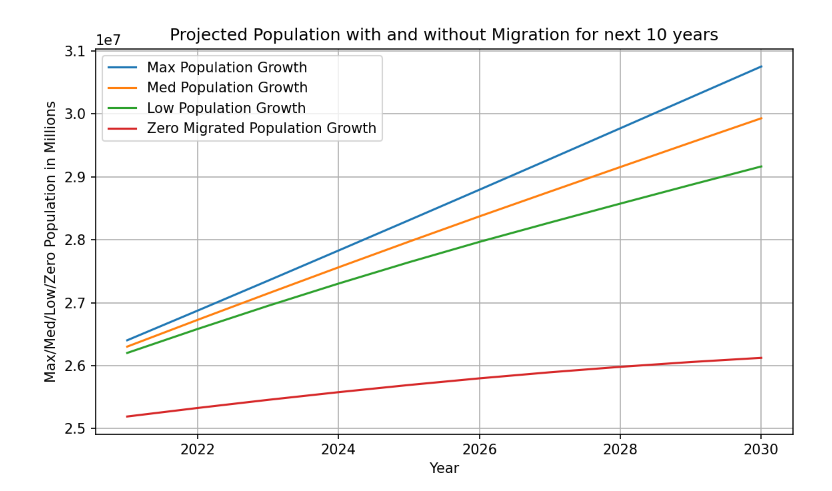 Projected Population with and without Migration for next 10 years
1e7
3.1
3.0
2.9
2.8
2.7
2.6
2.5
Max/Med/Low/Zero Population in Millions
Max Population Growth
Med Population Growth
Low Population Growth
Zero Migrated Population Growth
2022 2024 2026 2028 2030
Year